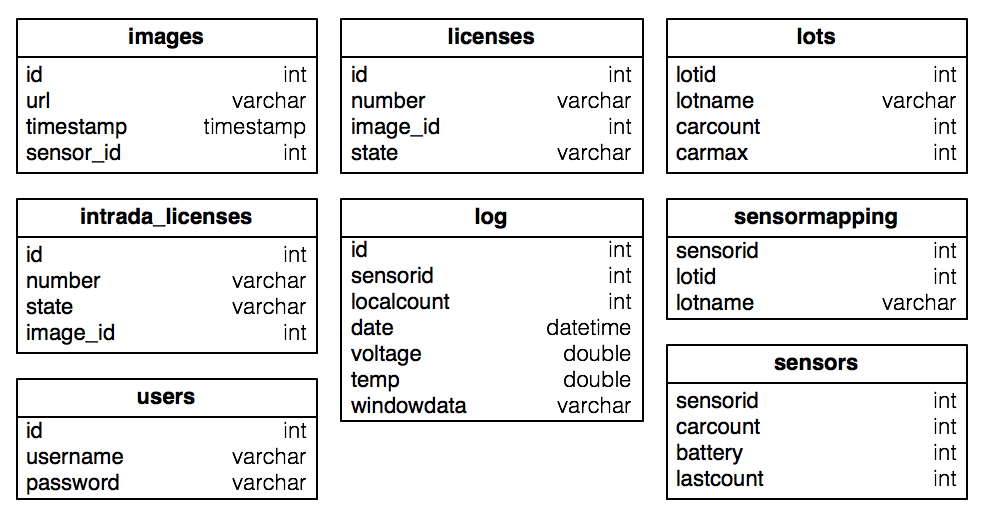 images
id int
url varchar
timestamp timestamp
sensor_id int
licenses
id int
number varchar
image_id int
state varchar
lots
lotid int
lotname varchar
carcount int
carmax int
intrada_licenses
id int
number varchar
state varchar
image_id int
log
id int
sensorid int
localcount int
date datetime
voltage double
temp double
windowdata varchar
sensormapping
sensorid int
lotid int
lotname varchar
users
id int
username varchar
password varchar
sensors
sensorid int
carcount int
battery int
lastcount int